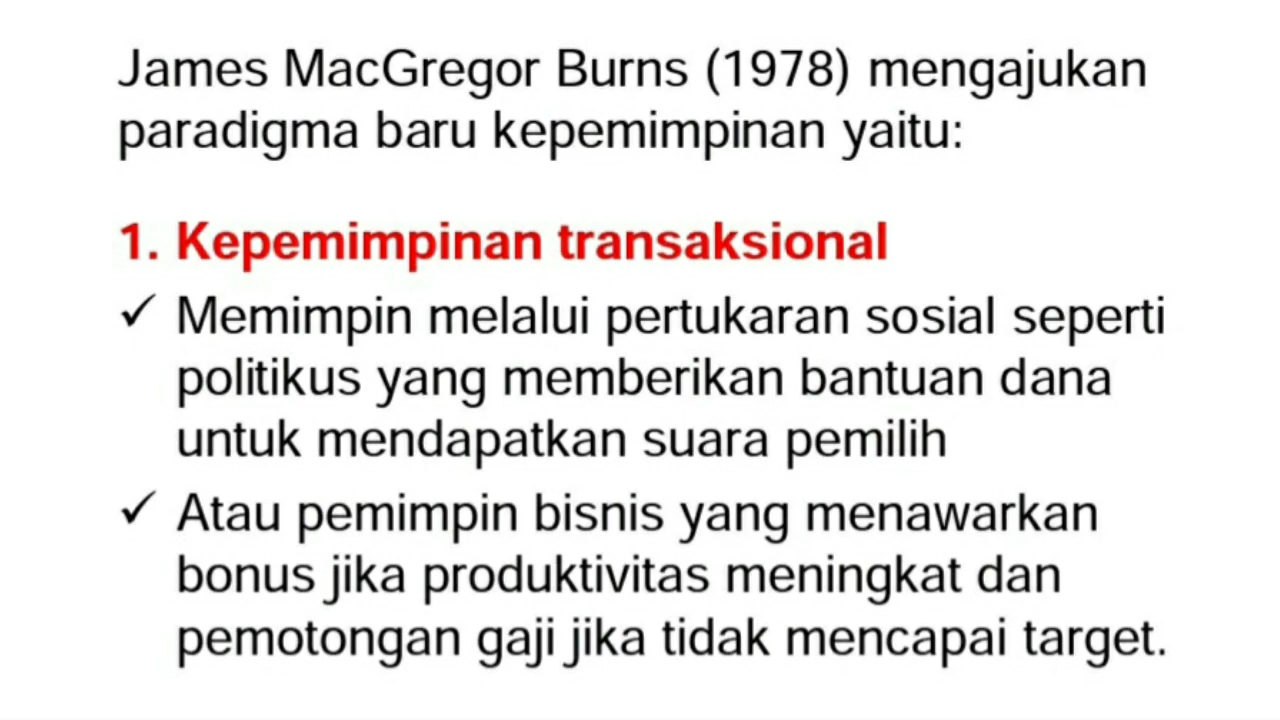 James MacGregor Burns (1978) mengajukan
paradigma baru kepemimpinan yaitu:
1. Kepemimpinan transaksional
✓ Memimpin melalui pertukaran sosial seperti
politikus yang memberikan bantuan dana
untuk mendapatkan suara pemilih
✓ Atau pemimpin bisnis yang menawarkan
bonus jika produktivitas meningkat dan
pemotongan gaji jika tidak mencapai target.